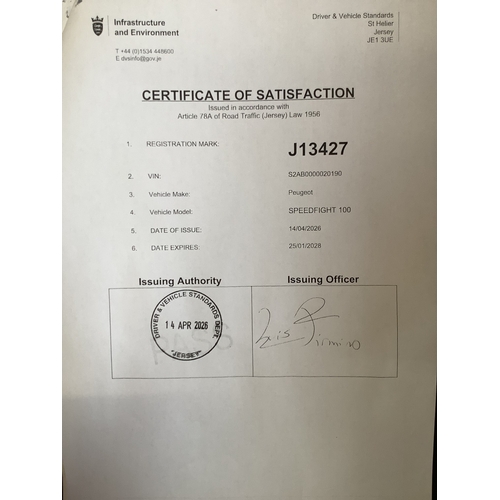 Infrastructure
and Environment
Driver & Vehicle Standards
St Helier
Jersey
JE1 3UE
T +44 (0)1534 448600
E dvsinfo@gov.je
CERTIFICATE OF SATISFACTION
Issued in accordance with
Article 78A of Road Traffic (Jersey) Law 1956
1. REGISTRATION MARK: J13427
2. VIN: S2AB0000020190
3. Vehicle Make: Peugeot
4. Vehicle Model: SPEEDFIGHT 100
5. DATE OF ISSUE: 14/04/2026
6. DATE EXPIRES: 25/01/2028
Issuing Authority Issuing Officer
DRIVER & VEHICLE STANDARDS DEPT.
14 APR 2026
"JERSEY"